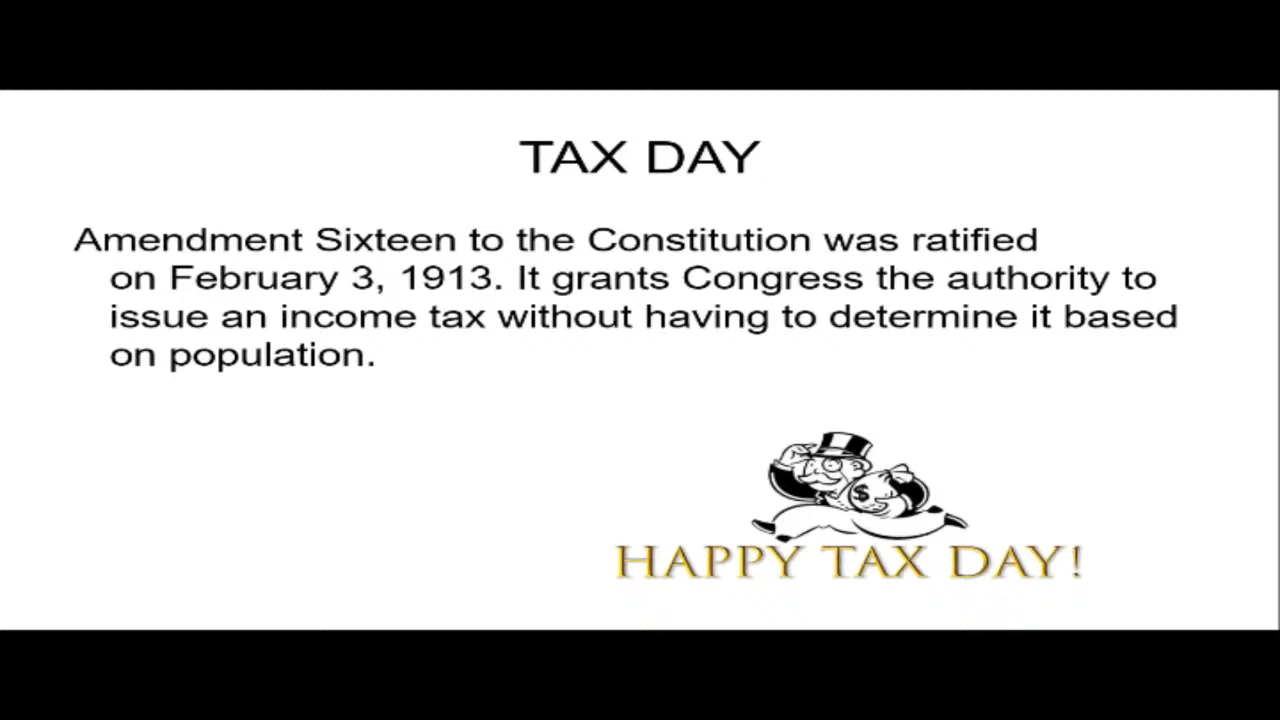 TAX DAY
Amendment Sixteen to the Constitution was ratified
on February 3, 1913. It grants Congress the authority to
issue an income tax without having to determine it based
on population.
$
HAPPY TAX DAY!